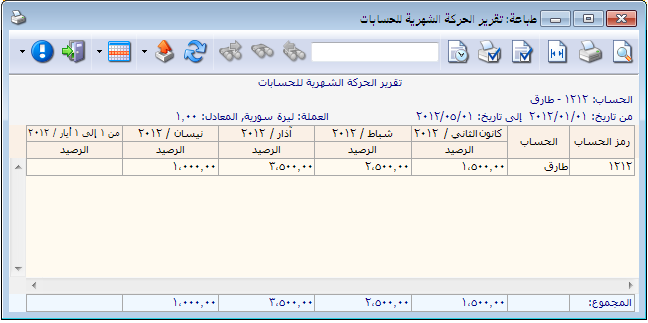 طباعة: تقرير الحركة الشهرية للحسابات
تقرير الحركة الشهرية للحسابات
الحساب: ١٢١٢ - طارق
من تاريخ: ٢٠١٢/٠١/٠١ إلى تاريخ: ٢٠١٢/٠٥/٠١ العملة: ليرة سورية, المعادل: ١,٠٠
رمز الحساب الحساب كانون الثاني / ٢٠١٢ شباط / ٢٠١٢ آذار / ٢٠١٢ نيسان / ٢٠١٢ من ١ إلى ١ أيار / ٢٠١٢
الرصيد الرصيد الرصيد الرصيد الرصيد
١٢١٢ طارق ١،٥٠٠,٠٠ ٢،٥٠٠,٠٠ ٣،٥٠٠,٠٠ ١،٠٠٠,٠٠
المجموع: ١،٥٠٠,٠٠ ٢،٥٠٠,٠٠ ٣،٥٠٠,٠٠ ١،٠٠٠,٠٠